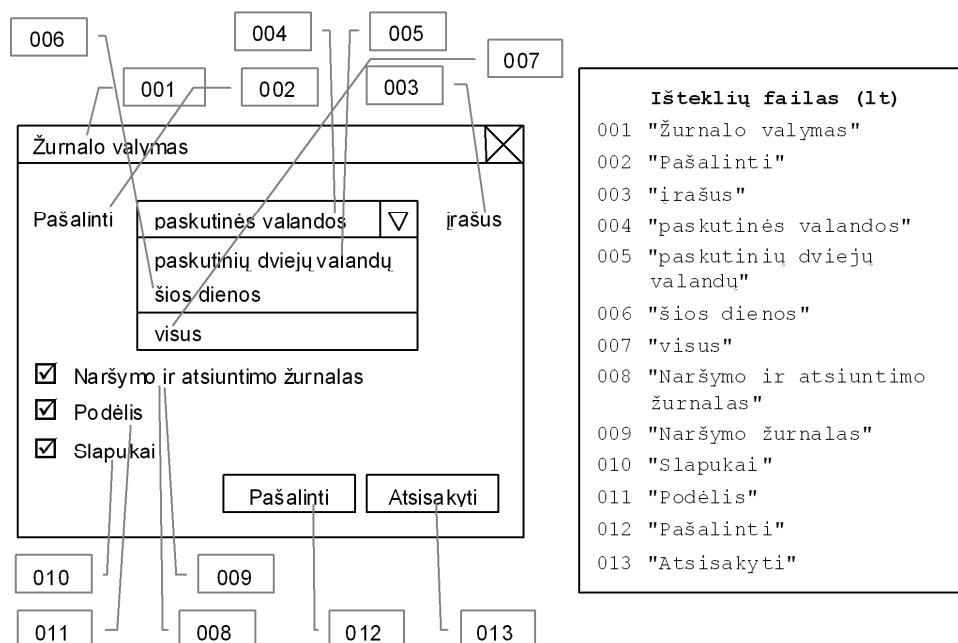 006
004
005
007
001
002
003
Žurnalo valymas
Pašalinti
paskutinės valandos
įrašus
paskutinių dviejų valandų
šios dienos
visus
Naršymo ir atsiuntimo žurnalas
Podėlis
Slapukai
Pašalinti
Atsisakyti
010
009
011
008
012
013
Išteklių failas (lt)
001 "Žurnalo valymas"
002 "Pašalinti"
003 "įrašus"
004 "paskutinės valandos"
005 "paskutinių dviejų
valandų"
006 "šios dienos"
007 "visus"
008 "Naršymo ir atsiuntimo
žurnalas"
009 "Naršymo žurnalas"
010 "Slapukai"
011 "Podėlis"
012 "Pašalinti"
013 "Atsisakyti"